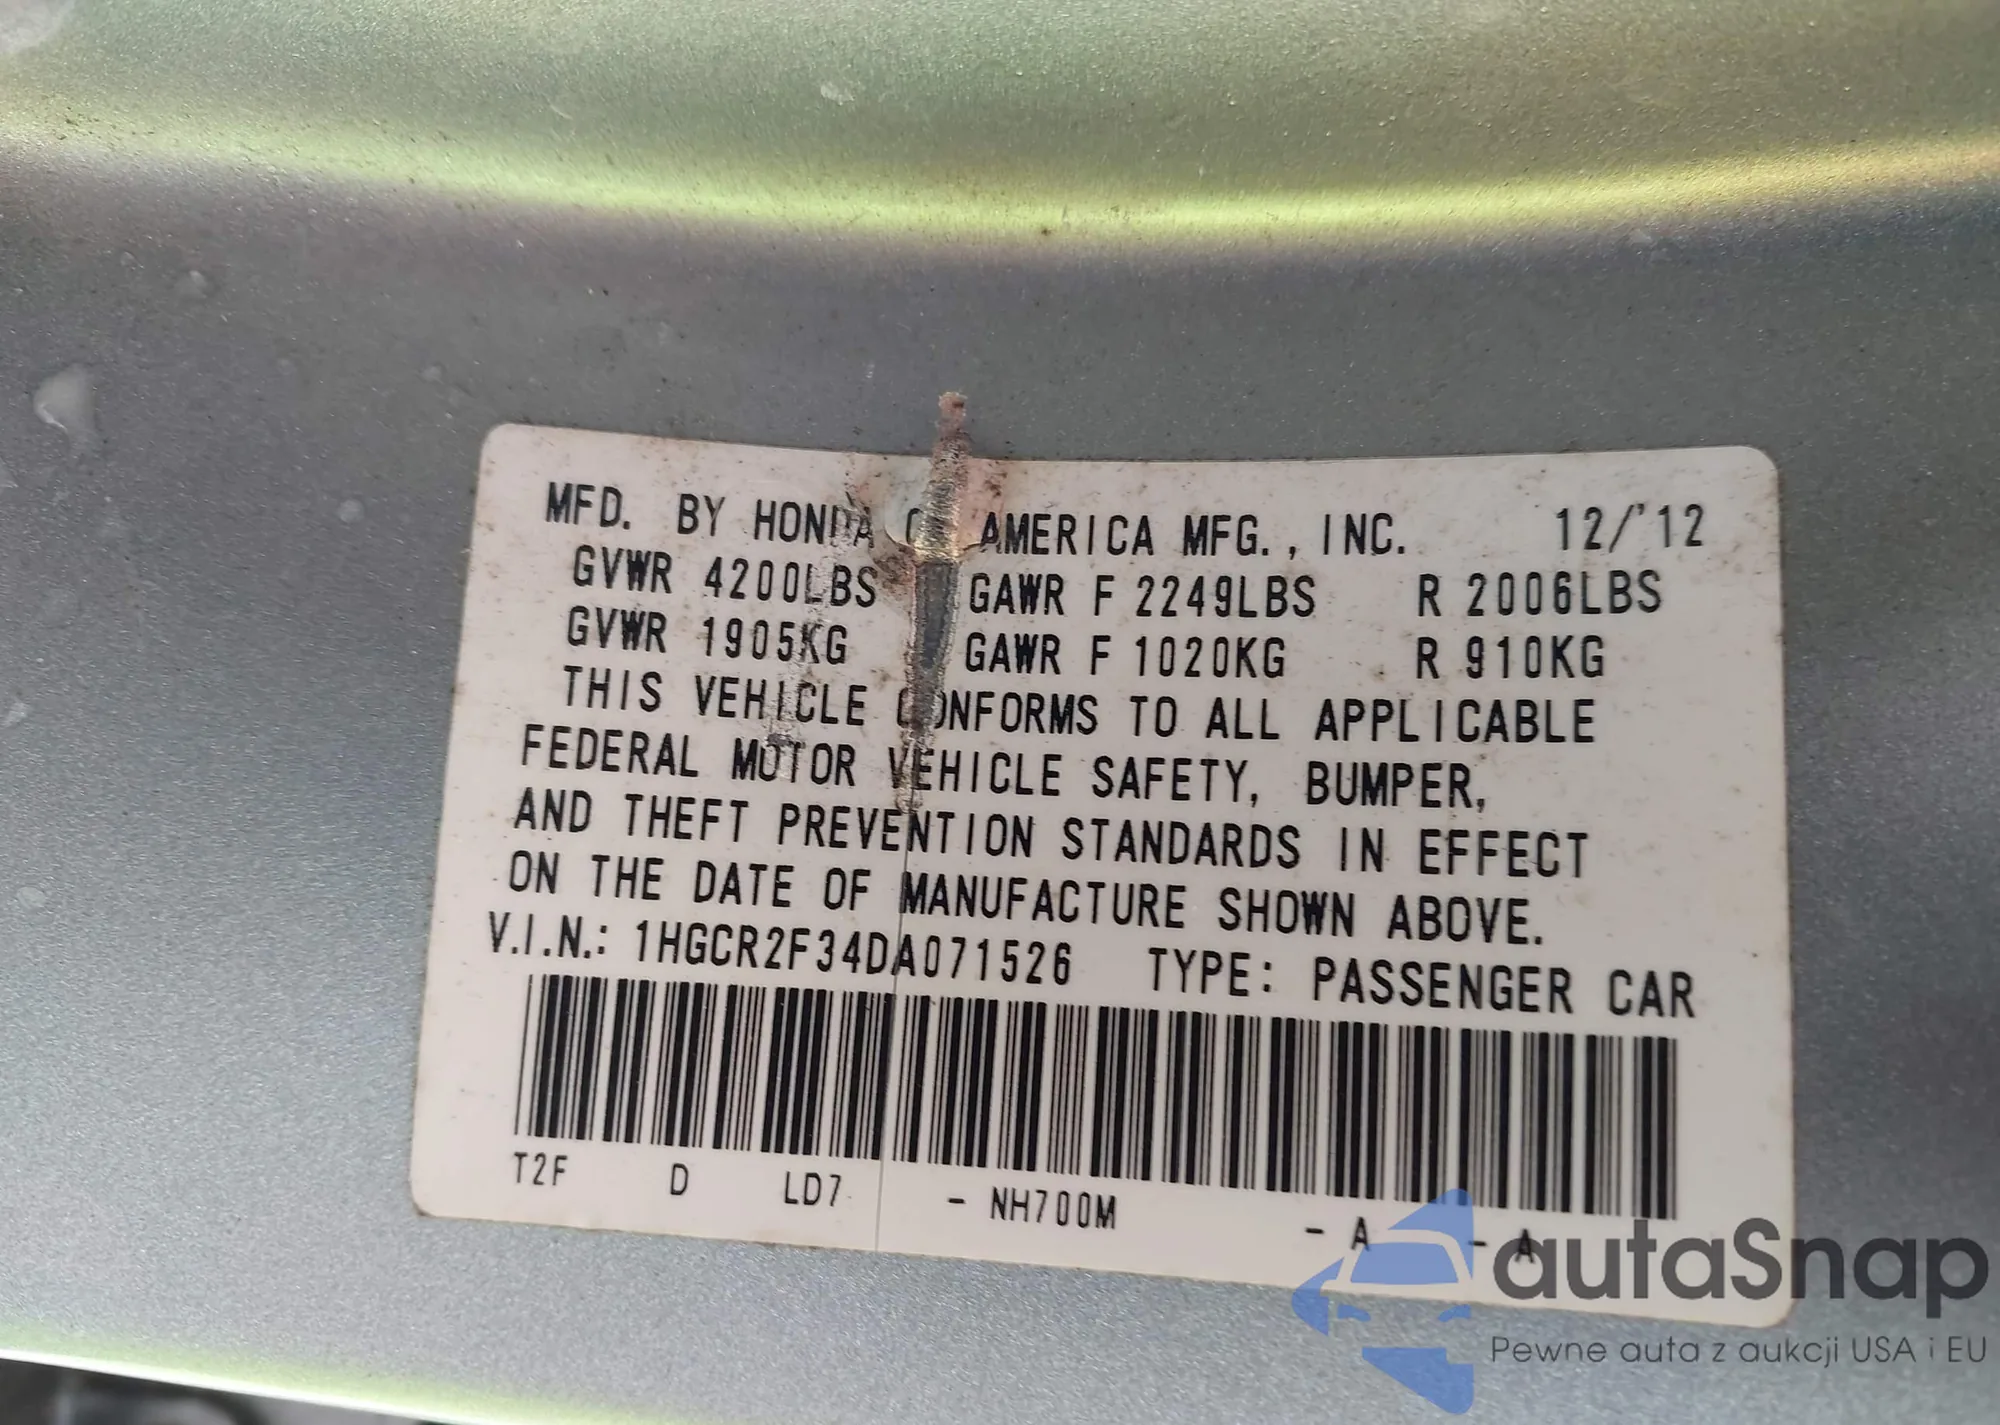 MFD. BY HONDA OF AMERICA MFG., INC. 12/'12
GVWR 4200LBS GAWR F 2249LBS R 2006LBS
GVWR 1905KG GAWR F 1020KG R 910KG
THIS VEHICLE CONFORMS TO ALL APPLICABLE
FEDERAL MOTOR VEHICLE SAFETY, BUMPER,
AND THEFT PREVENTION STANDARDS IN EFFECT
ON THE DATE OF MANUFACTURE SHOWN ABOVE.
V.I.N.: 1HGCR2F34DA071526 TYPE: PASSENGER CAR
T2F D LD7 - NH700M - A - A
autaSnap
Pewne auta z aukcji USA i EU